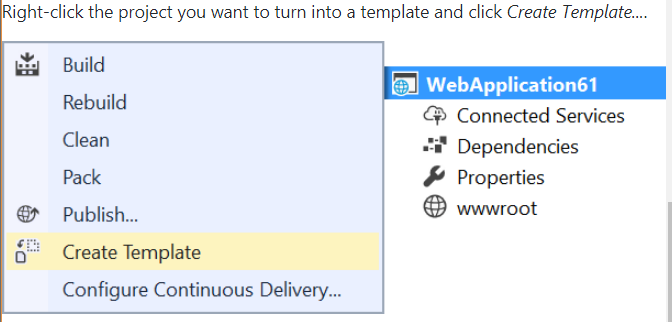 Right-click the project you want to turn into a template and click Create Template....
Build
Rebuild
Clean
Pack
Publish...
Create Template
Configure Continuous Delivery...
WebApplication61
Connected Services
Dependencies
Properties
wwwroot